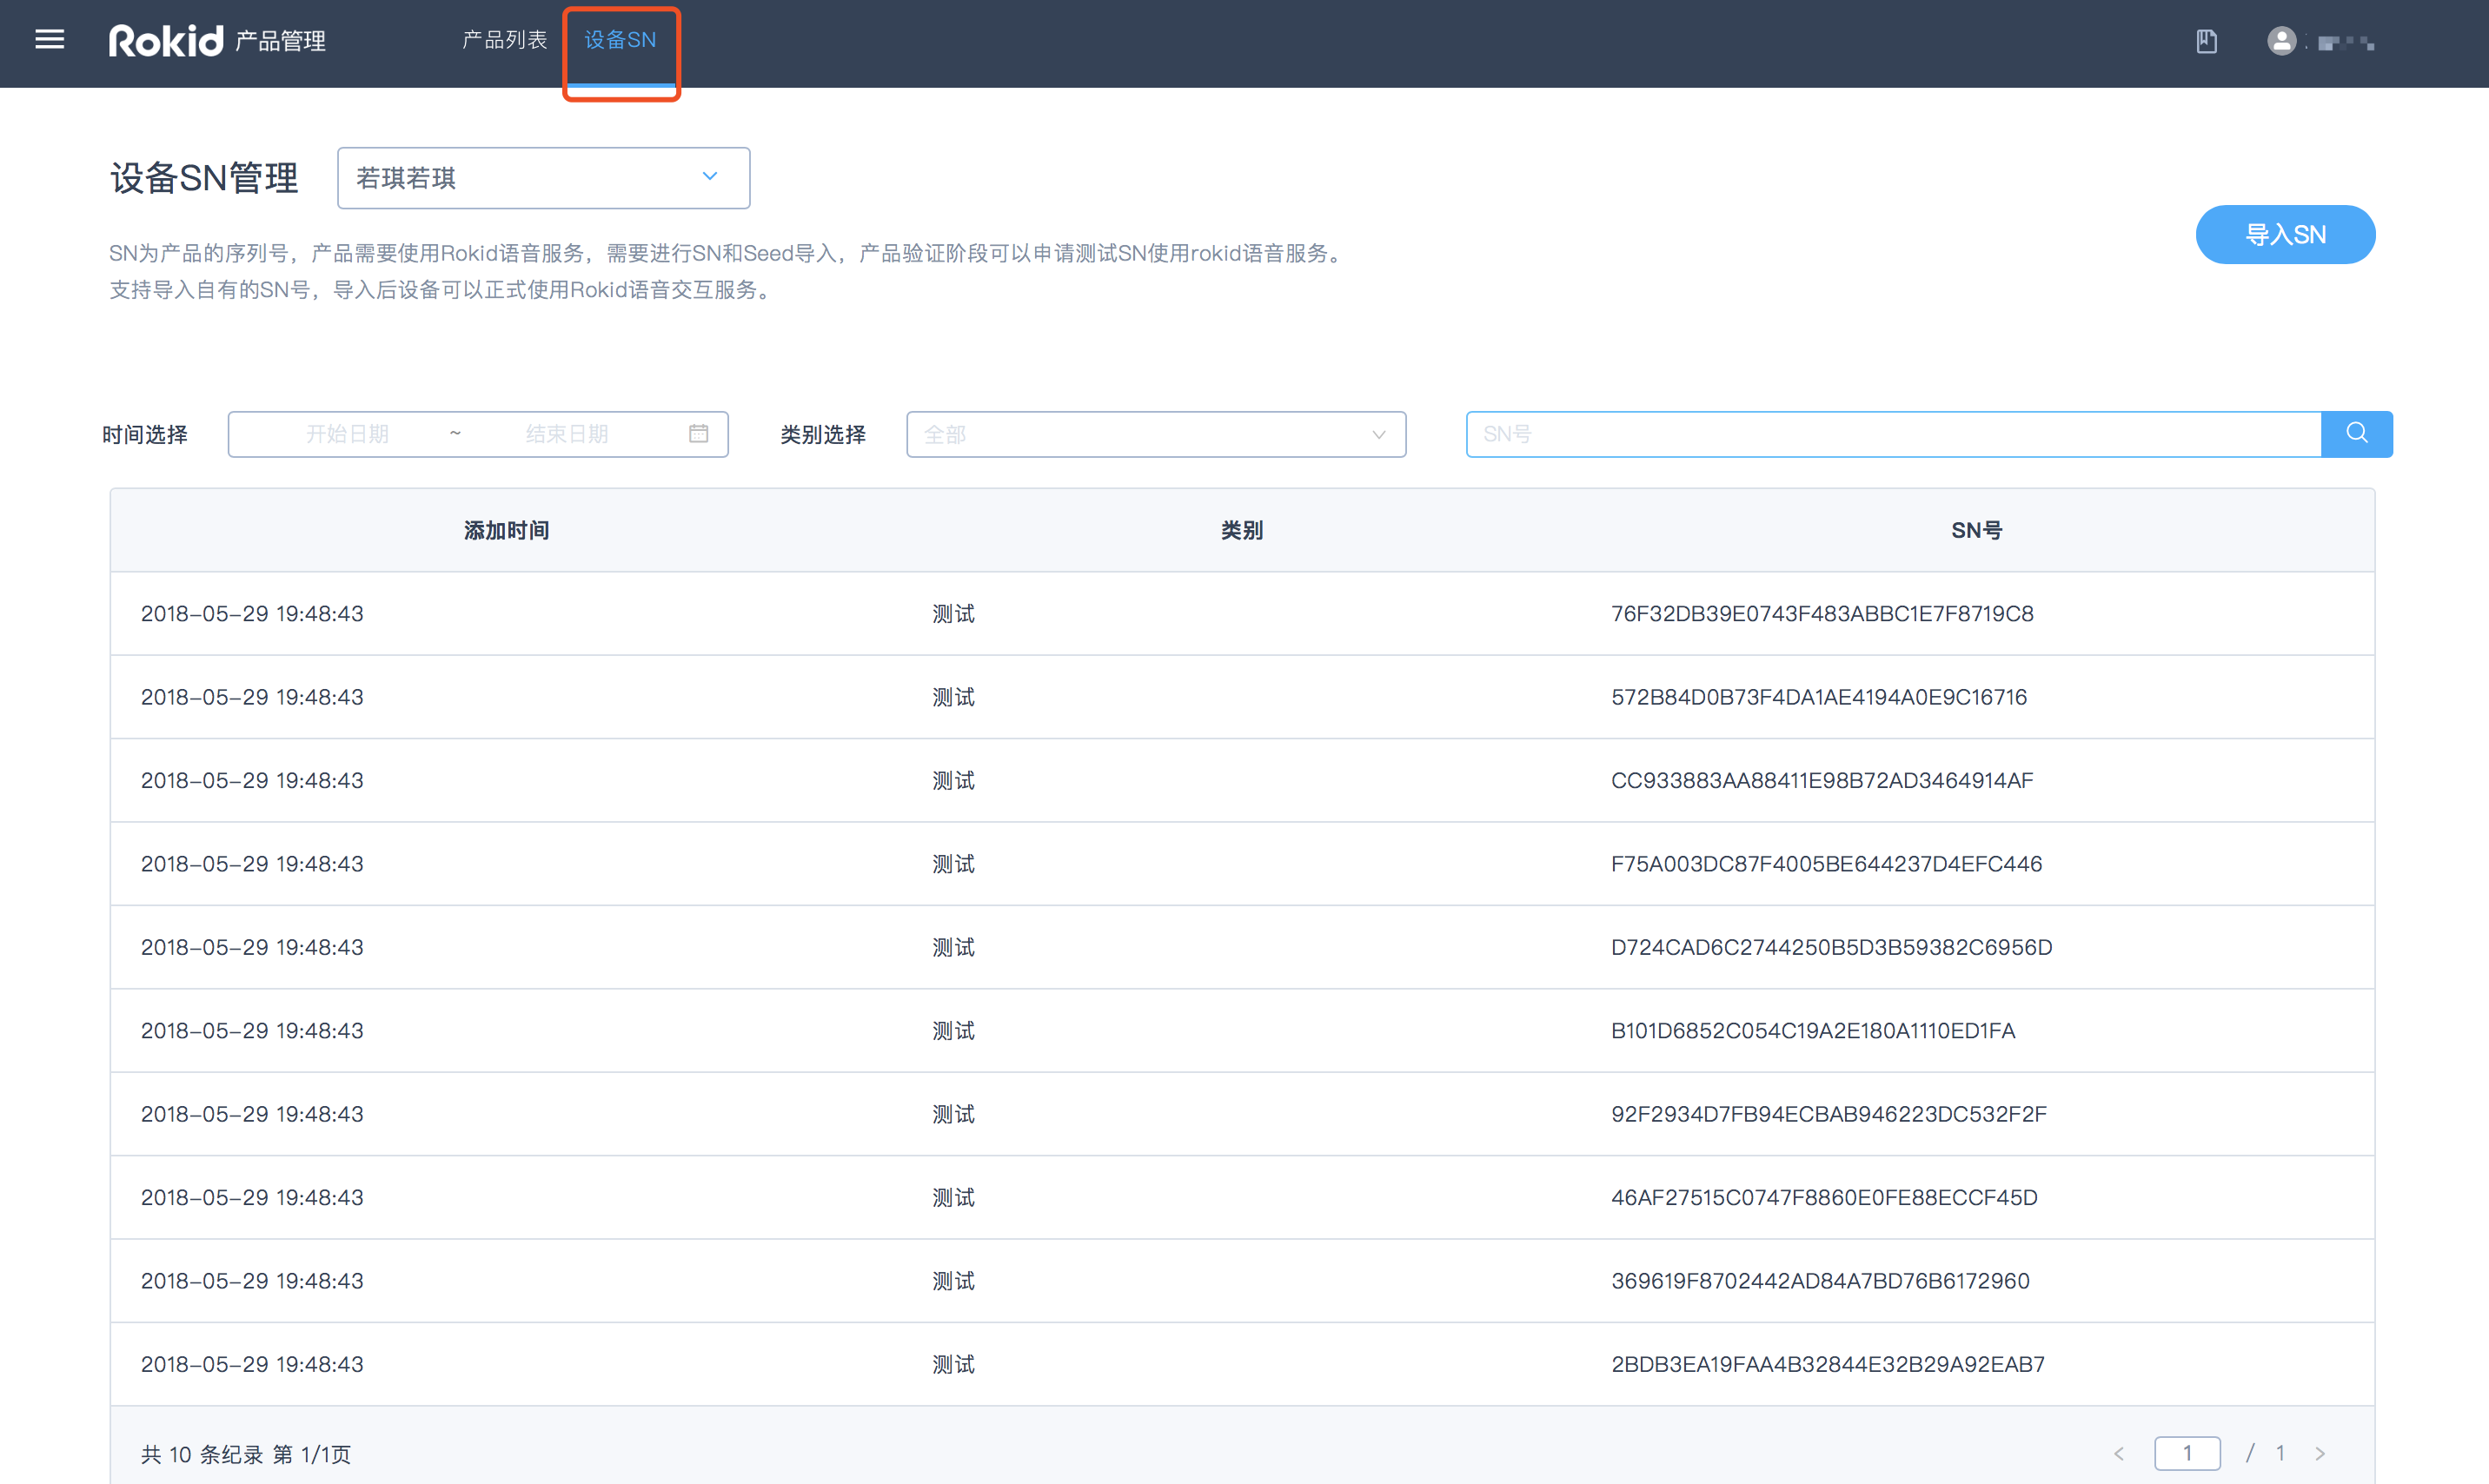 Rokid 产品管理 产品列表 设备SN
设备SN管理 若琪若琪
SN为产品的序列号，产品需要使用Rokid语音服务，需要进行SN和Seed导入，产品验证阶段可以申请测试SN使用rokid语音服务。
支持导入自有的SN号，导入后设备可以正式使用Rokid语音交互服务。
导入SN
时间选择 开始日期 ~ 结束日期 类别选择 全部 SN号
添加时间 类别 SN号
2018-05-29 19:48:43 测试 76F32DB39E0743F483ABBC1E7F8719C8
2018-05-29 19:48:43 测试 572B84D0B73F4DA1AE4194A0E9C16716
2018-05-29 19:48:43 测试 CC933883AA88411E98B72AD3464914AF
2018-05-29 19:48:43 测试 F75A003DC87F4005BE644237D4EFC446
2018-05-29 19:48:43 测试 D724CAD6C2744250B5D3B59382C6956D
2018-05-29 19:48:43 测试 B101D6852C054C19A2E180A1110ED1FA
2018-05-29 19:48:43 测试 92F2934D7FB94ECBAB946223DC532F2F
2018-05-29 19:48:43 测试 46AF27515C0747F8860E0FE88ECCF45D
2018-05-29 19:48:43 测试 369619F8702442AD84A7BD76B6172960
2018-05-29 19:48:43 测试 2BDB3EA19FAA4B32844E32B29A92EAB7
共 10 条纪录 第 1/1页 < 1 / 1 >